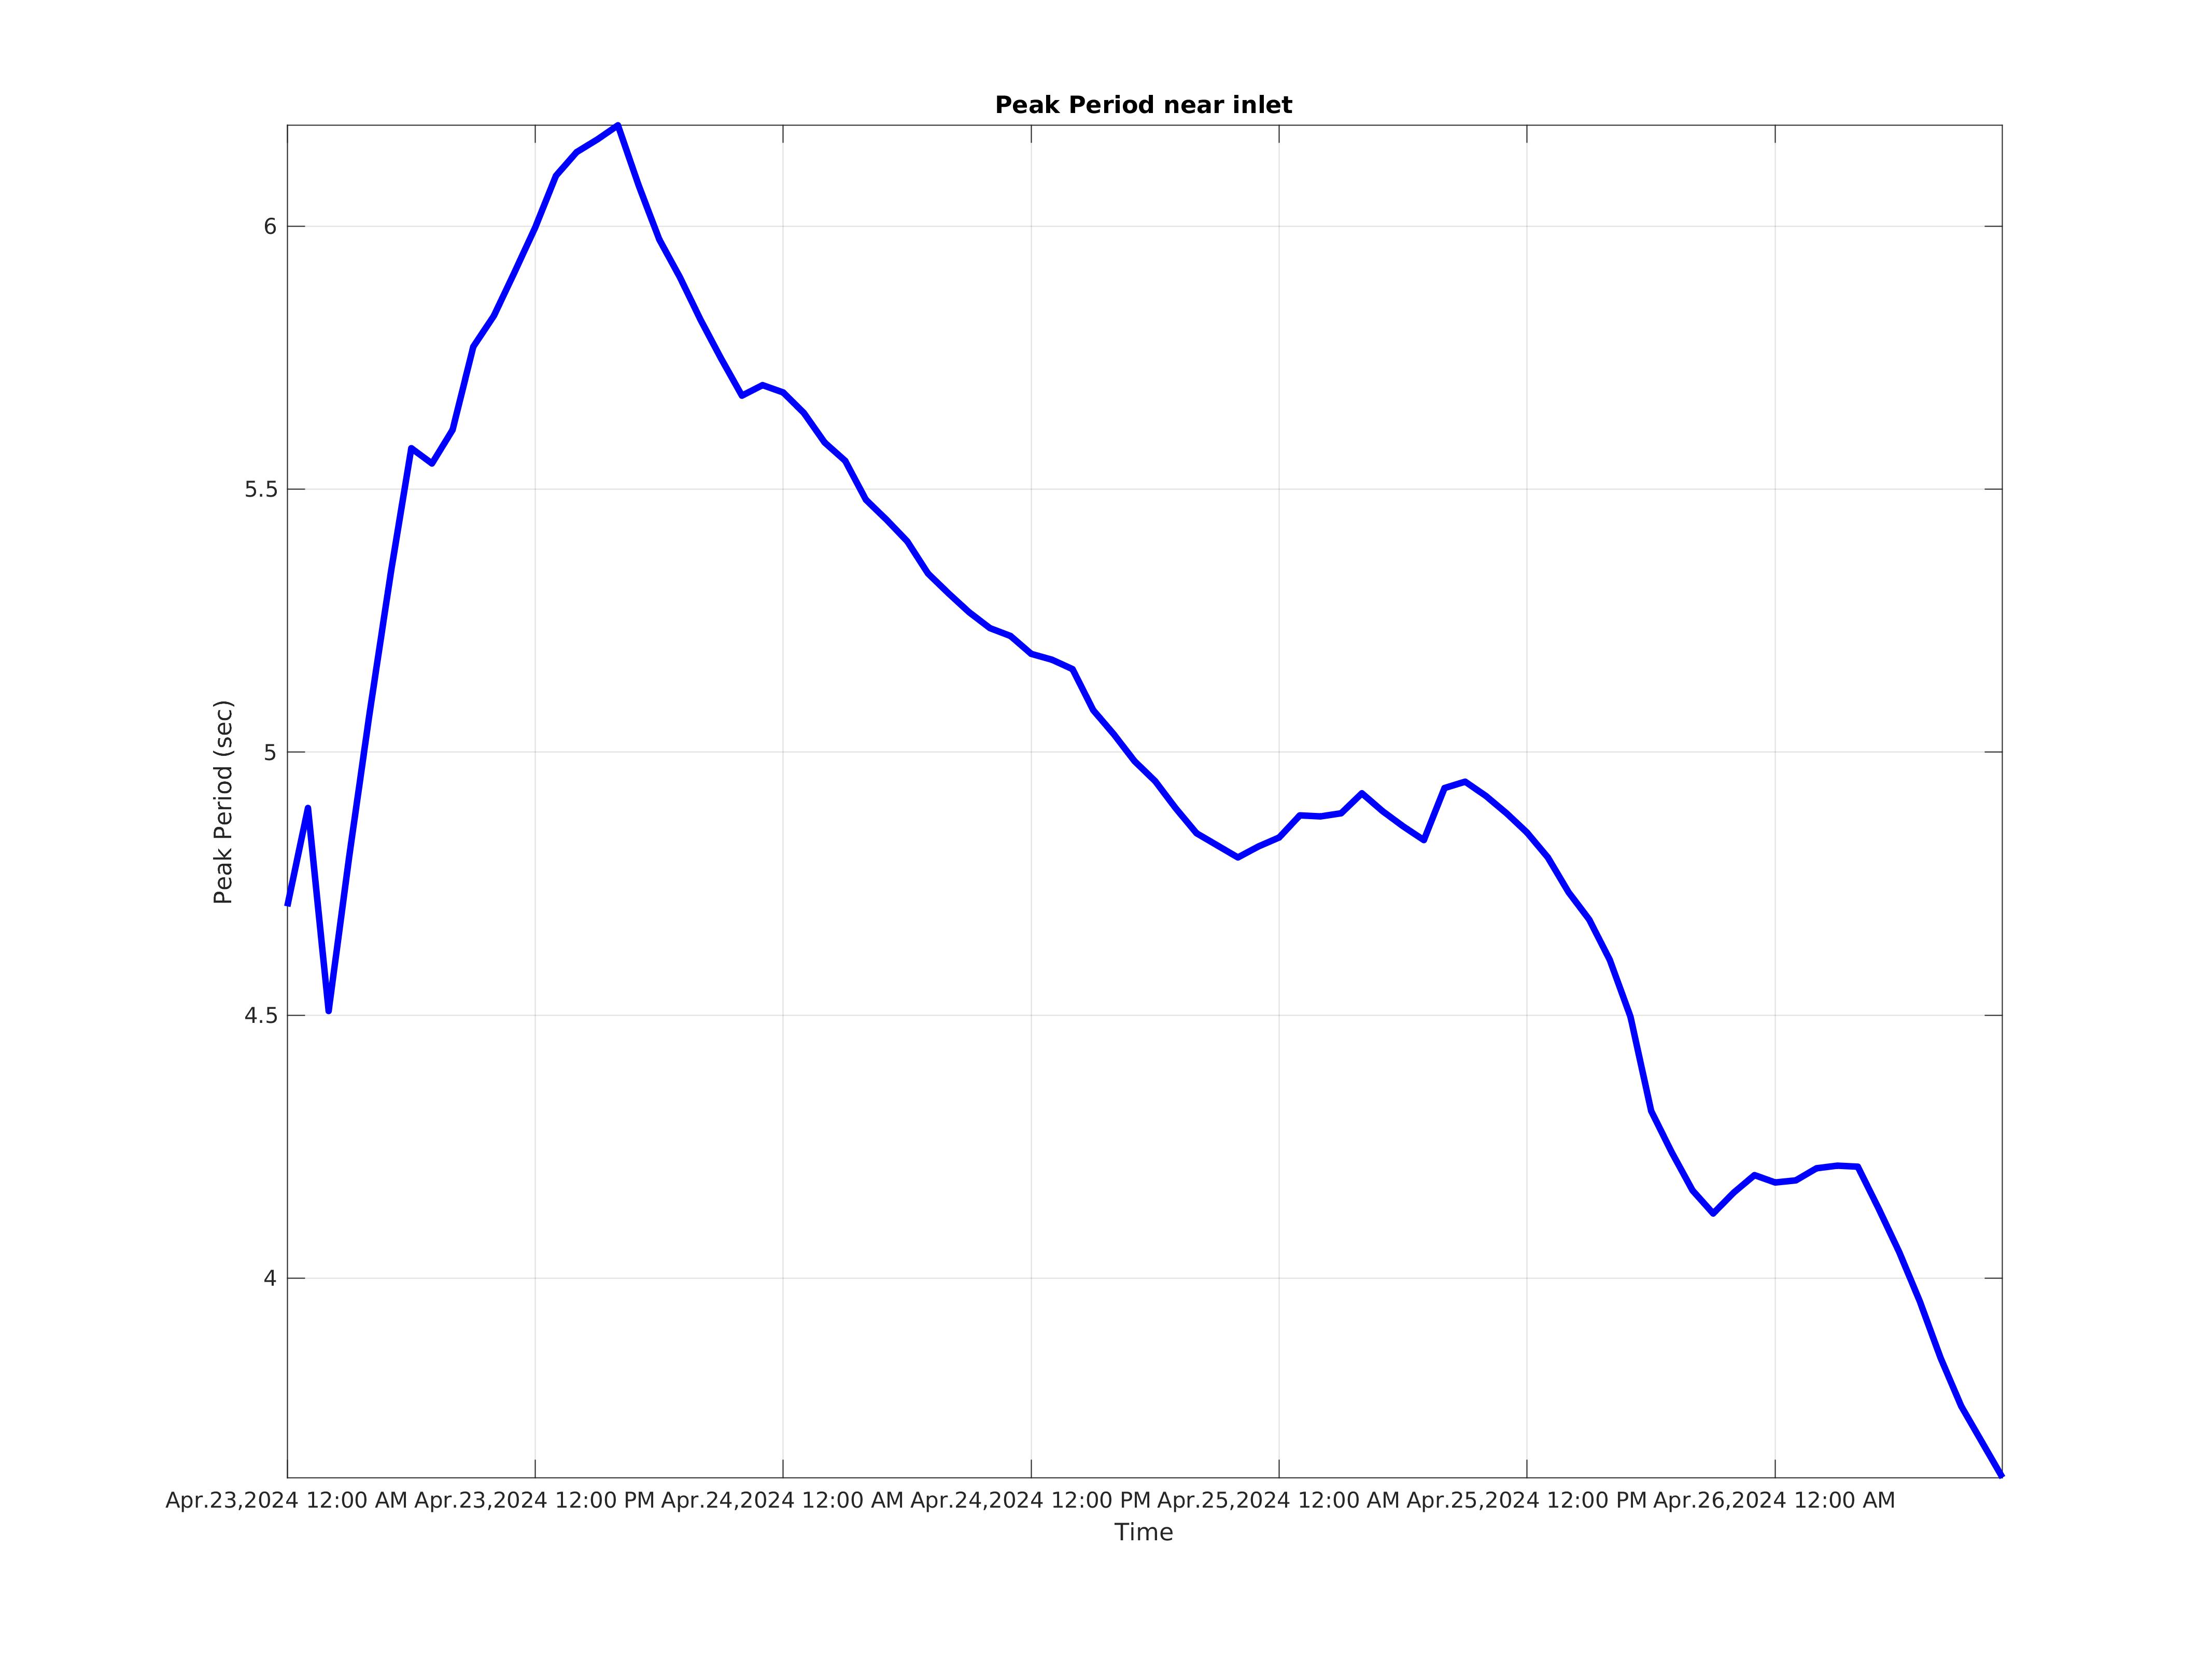 Peak Period near inlet
6
5.5
5
4.5
4
Peak Period (sec)
Apr.23,2024 12:00 AM Apr.23,2024 12:00 PM Apr.24,2024 12:00 AM Apr.24,2024 12:00 PM Apr.25,2024 12:00 AM Apr.25,2024 12:00 PM Apr.26,2024 12:00 AM
Time